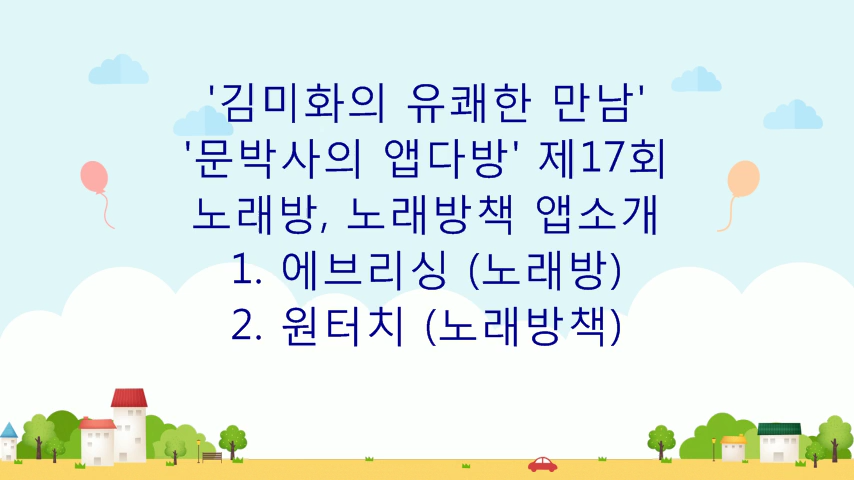 '김미화의 유쾌한 만남'
'문박사의 앱다방' 제17회
노래방, 노래방책 앱소개
1. 에브리싱 (노래방)
2. 원터치 (노래방책)